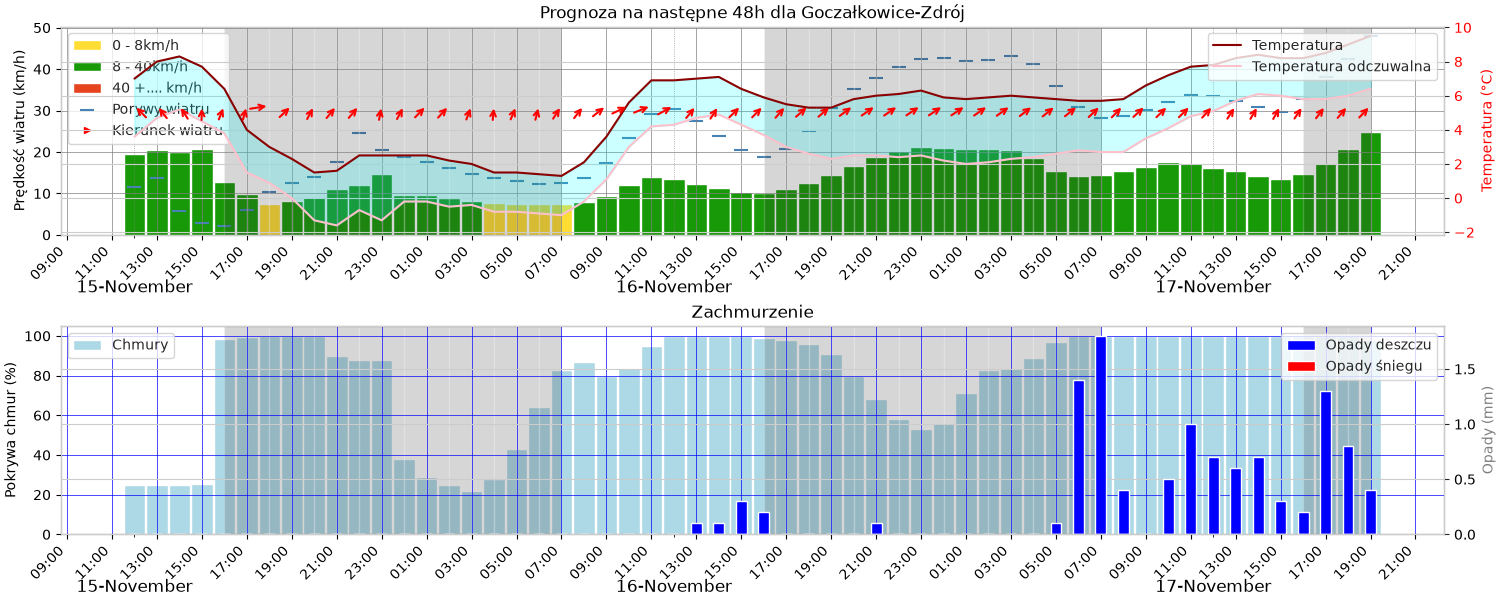 Prognoza na następne 48h dla Goczałkowice-Zdrój
Prędkość wiatru (km/h)
50
40
30
20
10
0
0 - 8km/h
8 - 40km/h
40 +.... km/h
Porywy wiatru
Kierunek wiatru
Temperatura
Temperatura odczuwalna
10
8
6
4
2
0
−2
Temperatura (°C)
09:00 11:00 13:00 15:00 17:00 19:00 21:00 23:00 01:00 03:00 05:00 07:00 09:00 11:00 13:00 15:00 17:00 19:00 21:00 23:00 01:00 03:00 05:00 07:00 09:00 11:00 13:00 15:00 17:00 19:00 21:00
15-November 16-November 17-November
Zachmurzenie
Pokrywa chmur (%)
100
80
60
40
20
0
Chmury
Opady deszczu
Opady śniegu
1.5
1.0
0.5
0.0
Opady (mm)
09:00 11:00 13:00 15:00 17:00 19:00 21:00 23:00 01:00 03:00 05:00 07:00 09:00 11:00 13:00 15:00 17:00 19:00 21:00 23:00 01:00 03:00 05:00 07:00 09:00 11:00 13:00 15:00 17:00 19:00 21:00
15-November 16-November 17-November